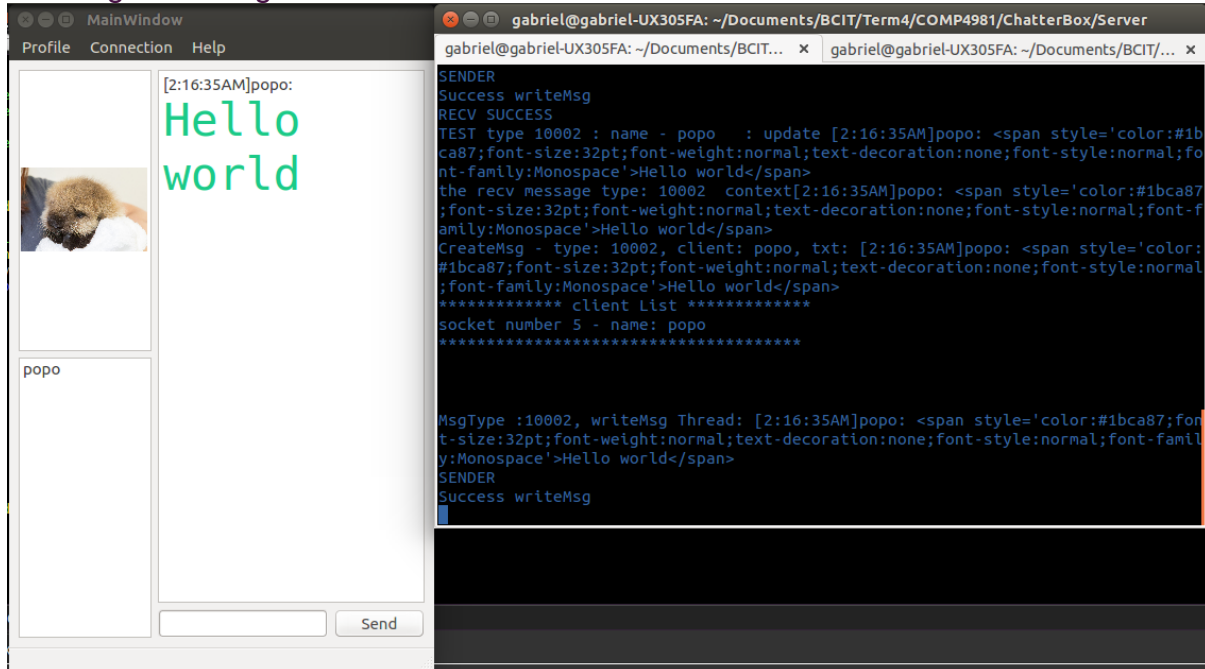 MainWindow
Profile Connection Help
[2:16:35AM]popo:
Hello
world
popo
Send
gabriel@gabriel-UX305FA: ~/Documents/BCIT/Term4/COMP4981/ChatterBox/Server
gabriel@gabriel-UX305FA: ~/Documents/BCIT... × gabriel@gabriel-UX305FA: ~/Documents/BCIT/... ×
SENDER
Success writeMsg
RECV SUCCESS
TEST type 10002 : name - popo   : update [2:16:35AM]popo: <span style='color:#1b
ca87;font-size:32pt;font-weight:normal;text-decoration:none;font-style:normal;fo
nt-family:Monospace'>Hello world</span>
the recv message type: 10002  context[2:16:35AM]popo: <span style='color:#1bca87
;font-size:32pt;font-weight:normal;text-decoration:none;font-style:normal;font-f
amily:Monospace'>Hello world</span>
CreateMsg - type: 10002, client: popo, txt: [2:16:35AM]popo: <span style='color:
#1bca87;font-size:32pt;font-weight:normal;text-decoration:none;font-style:normal
;font-family:Monospace'>Hello world</span>
************* client List *************
socket number 5 - name: popo
***************************************
MsgType :10002, writeMsg Thread: [2:16:35AM]popo: <span style='color:#1bca87;fon
t-size:32pt;font-weight:normal;text-decoration:none;font-style:normal;font-famil
y:Monospace'>Hello world</span>
SENDER
Success writeMsg